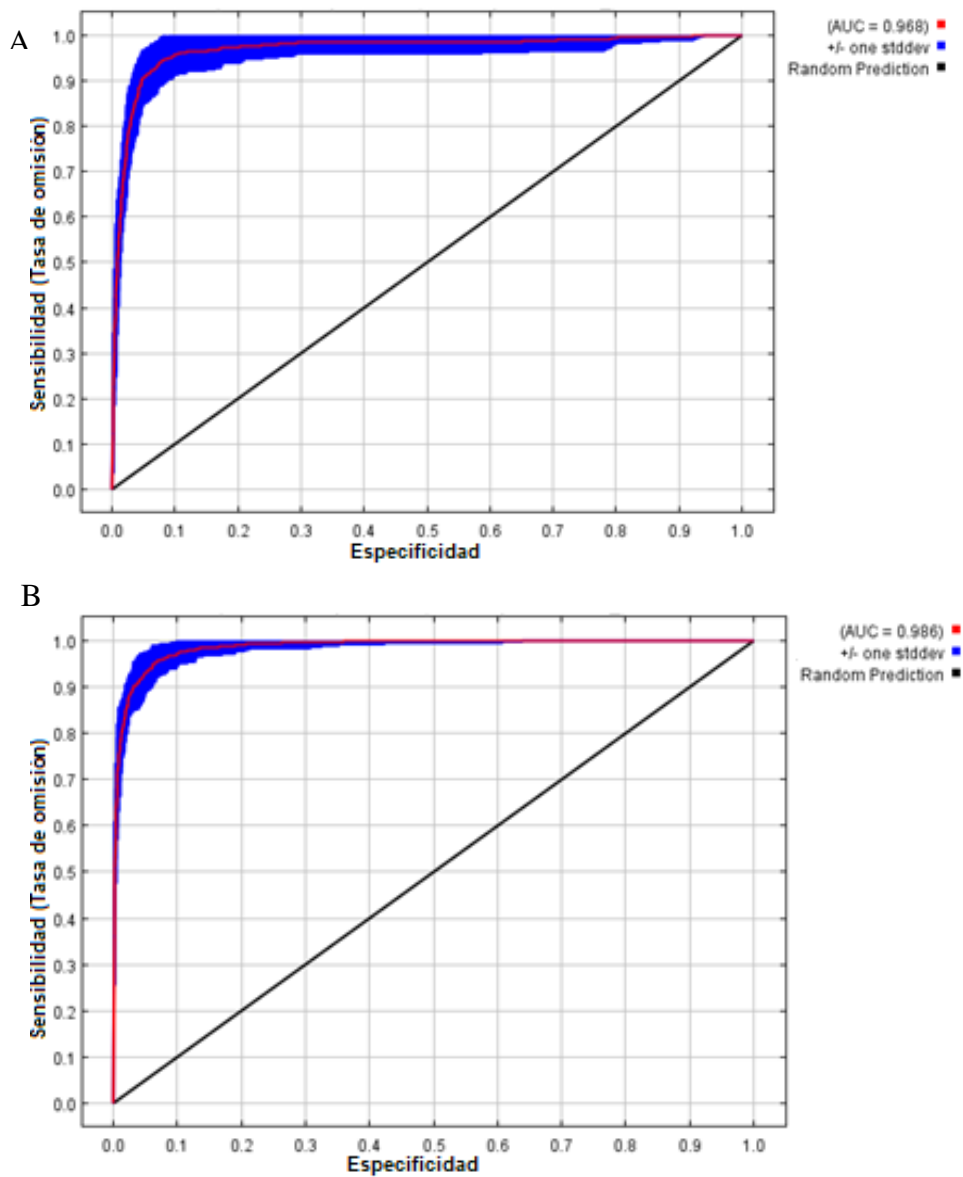 A
(AUC = 0.968)
+/- one stddev
Random Prediction
Sensibilidad (Tasa de omisión)
1.0
0.9
0.8
0.7
0.6
0.5
0.4
0.3
0.2
0.1
0.0
0.0 0.1 0.2 0.3 0.4 0.5 0.6 0.7 0.8 0.9 1.0
Especificidad
B
(AUC = 0.986)
+/- one stddev
Random Prediction
Sensibilidad (Tasa de omisión)
1.0
0.9
0.8
0.7
0.6
0.5
0.4
0.3
0.2
0.1
0.0
0.0 0.1 0.2 0.3 0.4 0.5 0.6 0.7 0.8 0.9 1.0
Especificidad